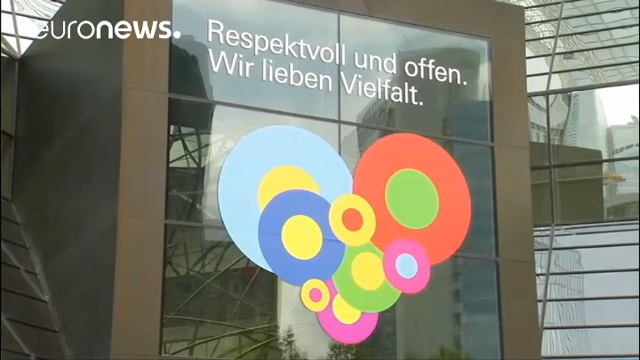 euronews.
Respektvoll und offen.
Wir lieben Vielfalt.